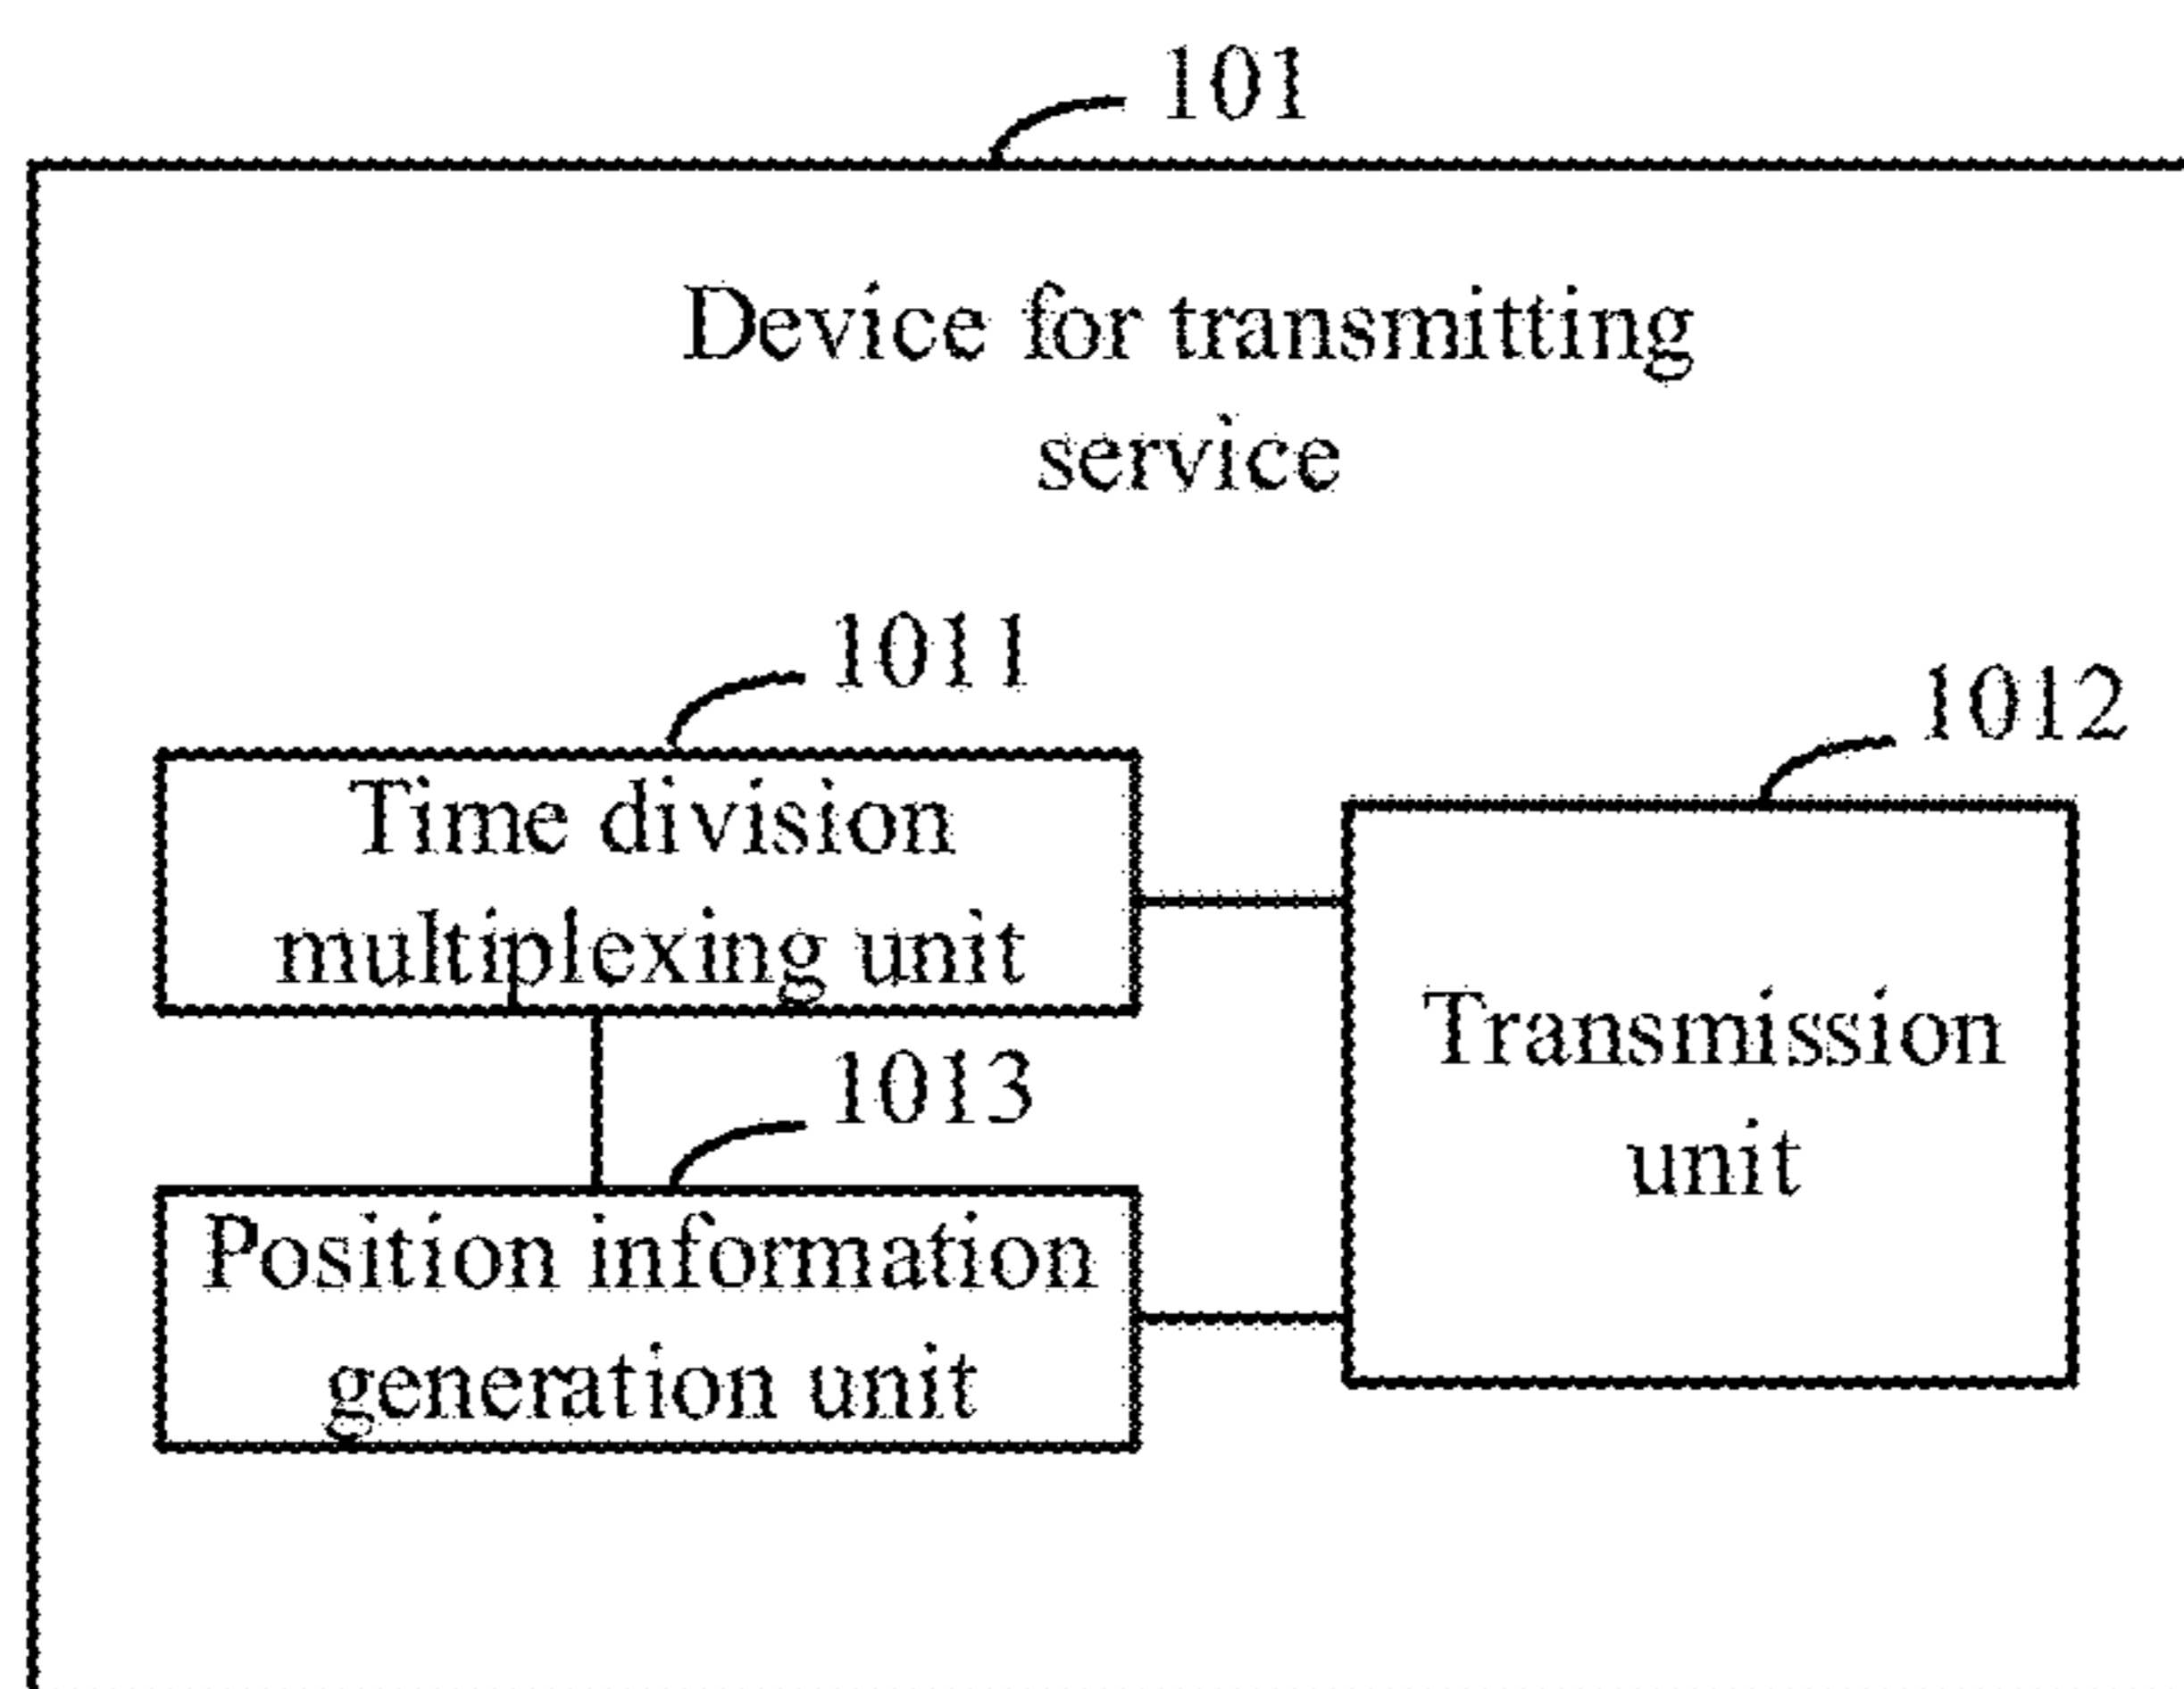 101
Device for transmitting
service
1011
1012
Time division
multiplexing unit
Transmission
unit
1013
Position information
generation unit